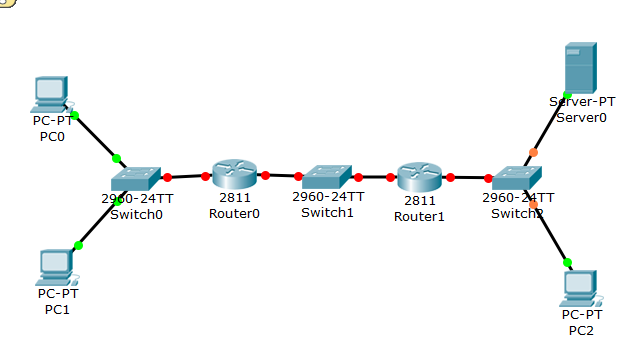 Server-PT
Server0
PC-PT
PC0
2960-24TT
Switch0
2811
Router0
2960-24TT
Switch1
2811
Router1
2960-24TT
Switch2
PC-PT
PC1
PC-PT
PC2